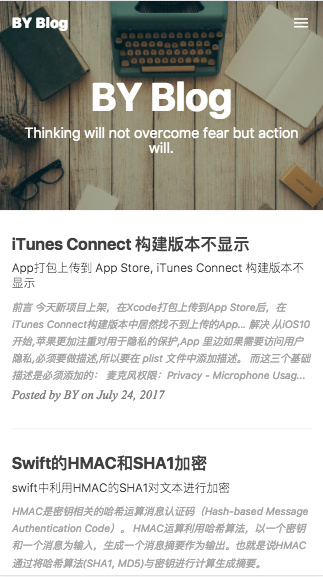 BY Blog
BY Blog
Thinking will not overcome fear but action
will.
iTunes Connect 构建版本不显示
App打包上传到 App Store, iTunes Connect 构建版本不
显示
前言 今天新项目上架，在Xcode打包上传到App Store后，在
iTunes Connect构建版本中居然找不到上传的App... 解决 从iOS10
开始,苹果更加注重对用于隐私的保护,App 里边如果需要访问用户
隐私,必须要做描述,所以要在 plist 文件中添加描述。 而这三个基础
描述是必须添加的： 麦克风权限：Privacy - Microphone Usag...
Posted by BY on July 24, 2017
Swift的HMAC和SHA1加密
swift中利用HMAC的SHA1对文本进行加密
HMAC是密钥相关的哈希运算消息认证码（Hash-based Message
Authentication Code）。 HMAC运算利用哈希算法，以一个密钥
和一个消息为输入，生成一个消息摘要作为输出。也就是说HMAC
通过将哈希算法(SHA1, MD5)与密钥进行计算生成摘要。